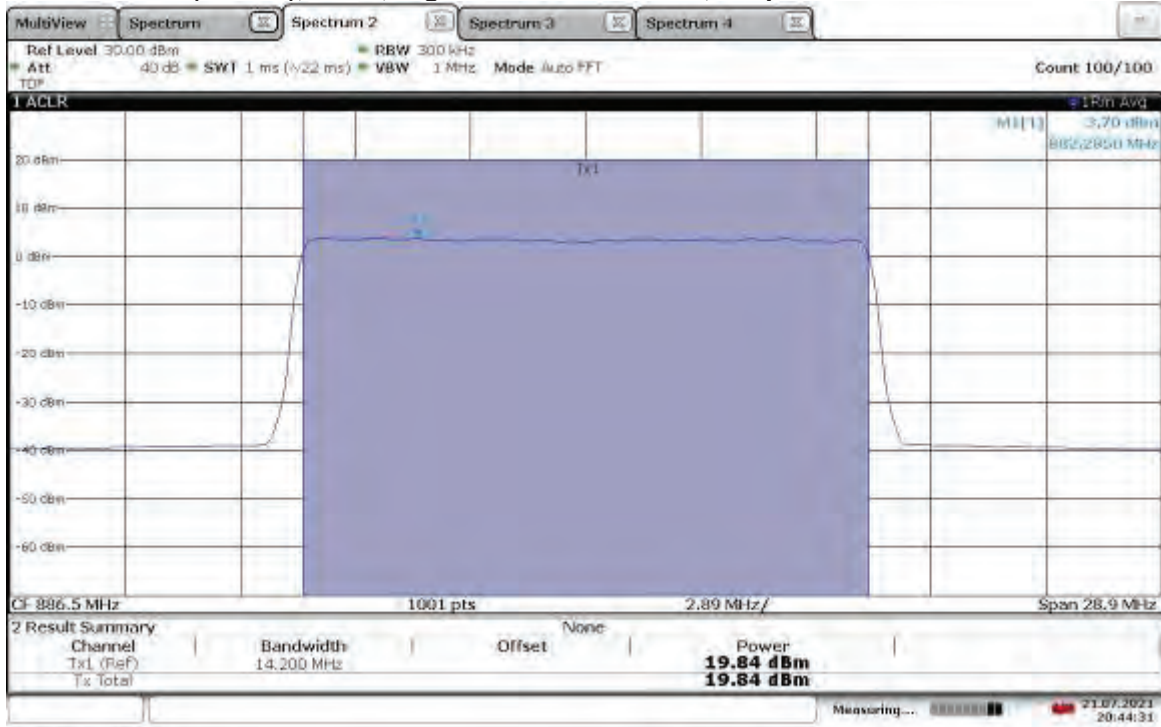 MultiView Spectrum Spectrum 2 Spectrum 3 Spectrum 4
Ref Level 30.00 dBm RBW 300 kHz
Att 40 dB SWT 1 ms (~22 ms) VBW 1 MHz Mode Auto FFT Count 100/100
TDF
1 ACLR 1Rm Avg
M1[1] 3.70 dBm
882.2850 MHz
20 dBm
Tx1
10 dBm
0 dBm
-10 dBm
-20 dBm
-30 dBm
-40 dBm
-50 dBm
-60 dBm
CF 886.5 MHz 1001 pts 2.89 MHz/ Span 28.9 MHz
2 Result Summary None
Channel Bandwidth Offset Power
Tx1 (Ref) 14.200 MHz 19.84 dBm
Tx Total 19.84 dBm
Measuring... 21.07.2021
20:44:31